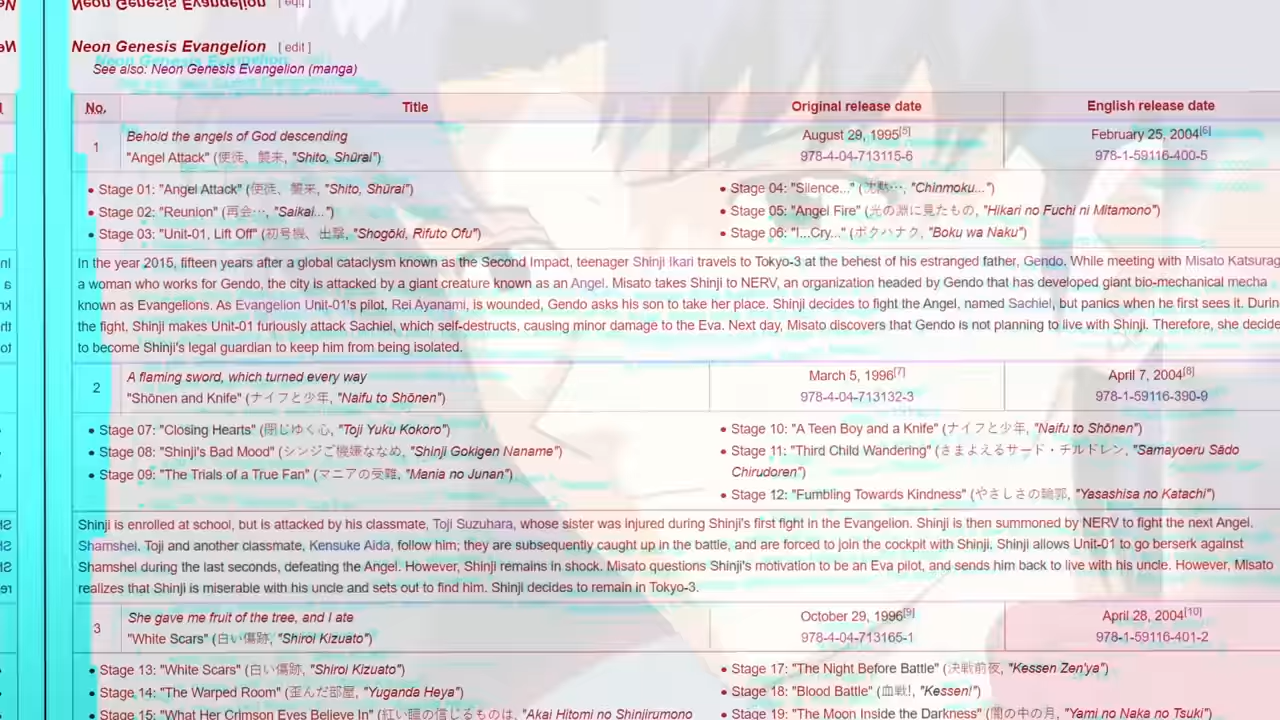 Neon Genesis Evangelion [ edit ]
Neon Genesis Evangelion [ edit ]
See also: Neon Genesis Evangelion (manga)
No. Title Original release date English release date
1 Behold the angels of God descending
"Angel Attack" (使徒、襲来, "Shito, Shūrai") August 29, 1995[5] February 25, 2004[6]
978-4-04-713115-6 978-1-59116-400-5
Stage 01: "Angel Attack" (使徒、襲来, "Shito, Shūrai")
Stage 02: "Reunion" (再会…, "Saikai...")
Stage 03: "Unit-01, Lift Off" (初号機、出撃, "Shogōki, Rifuto Ofu")
Stage 04: "Silence..." (沈黙…, "Chinmoku...")
Stage 05: "Angel Fire" (光の淵に見たもの, "Hikari no Fuchi ni Mitamono")
Stage 06: "I...Cry..." (ボクハナク, "Boku wa Naku")
In the year 2015, fifteen years after a global cataclysm known as the Second Impact, teenager Shinji Ikari travels to Tokyo-3 at the behest of his estranged father, Gendo. While meeting with Misato Katsurag
a woman who works for Gendo, the city is attacked by a giant creature known as an Angel. Misato takes Shinji to NERV, an organization headed by Gendo that has developed giant bio-mechanical mecha
known as Evangelions. As Evangelion Unit-01's pilot, Rei Ayanami, is wounded, Gendo asks his son to take her place. Shinji decides to fight the Angel, named Sachiel, but panics when he first sees it. Durin
the fight, Shinji makes Unit-01 furiously attack Sachiel, which self-destructs, causing minor damage to the Eva. Next day, Misato discovers that Gendo is not planning to live with Shinji. Therefore, she decide
to become Shinji's legal guardian to keep him from being isolated.
2 A flaming sword, which turned every way
"Shōnen and Knife" (ナイフと少年, "Naifu to Shōnen") March 5, 1996[7] April 7, 2004[8]
978-4-04-713132-3 978-1-59116-390-9
Stage 07: "Closing Hearts" (閉じゆく心, "Toji Yuku Kokoro")
Stage 08: "Shinji's Bad Mood" (シンジご機嫌ななめ, "Shinji Gokigen Naname")
Stage 09: "The Trials of a True Fan" (マニアの受難, "Mania no Junan")
Stage 10: "A Teen Boy and a Knife" (ナイフと少年, "Naifu to Shōnen")
Stage 11: "Third Child Wandering" (さまよえるサード・チルドレン, "Samayoeru Sādo
Chirudoren")
Stage 12: "Fumbling Towards Kindness" (やさしさの輪郭, "Yasashisa no Katachi")
Shinji is enrolled at school, but is attacked by his classmate, Toji Suzuhara, whose sister was injured during Shinji's first fight in the Evangelion. Shinji is then summoned by NERV to fight the next Angel.
Shamshel. Toji and another classmate, Kensuke Aida, follow him; they are subsequently caught up in the battle, and are forced to join the cockpit with Shinji. Shinji allows Unit-01 to go berserk against
Shamshel during the last seconds, defeating the Angel. However, Shinji remains in shock. Misato questions Shinji's motivation to be an Eva pilot, and sends him back to live with his uncle. However, Misato
realizes that Shinji is miserable with his uncle and sets out to find him. Shinji decides to remain in Tokyo-3.
3 She gave me fruit of the tree, and I ate
"White Scars" (白い傷跡, "Shiroi Kizuato") October 29, 1996[9] April 28, 2004[10]
978-4-04-713165-1 978-1-59116-401-2
Stage 13: "White Scars" (白い傷跡, "Shiroi Kizuato")
Stage 14: "The Warped Room" (歪んだ部屋, "Yuganda Heya")
Stage 15: "What Her Crimson Eyes Believe In" (紅い瞳の信じるものは, "Akai Hitomi no Shinjirumono
Stage 17: "The Night Before Battle" (決戦前夜, "Kessen Zen'ya")
Stage 18: "Blood Battle" (血戦!, "Kessen!")
Stage 19: "The Moon Inside the Darkness" (闇の中の月, "Yami no Naka no Tsuki")